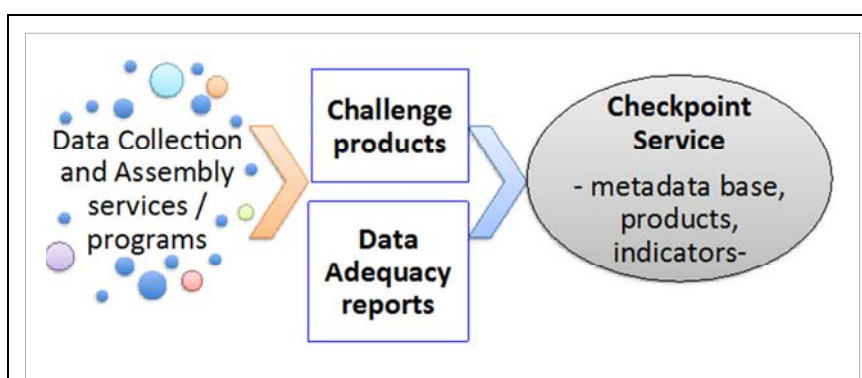 Data Collection
and Assembly
services /
programs
Challenge
products
Data
Adequacy
reports
Checkpoint
Service
- metadata base,
products,
indicators-